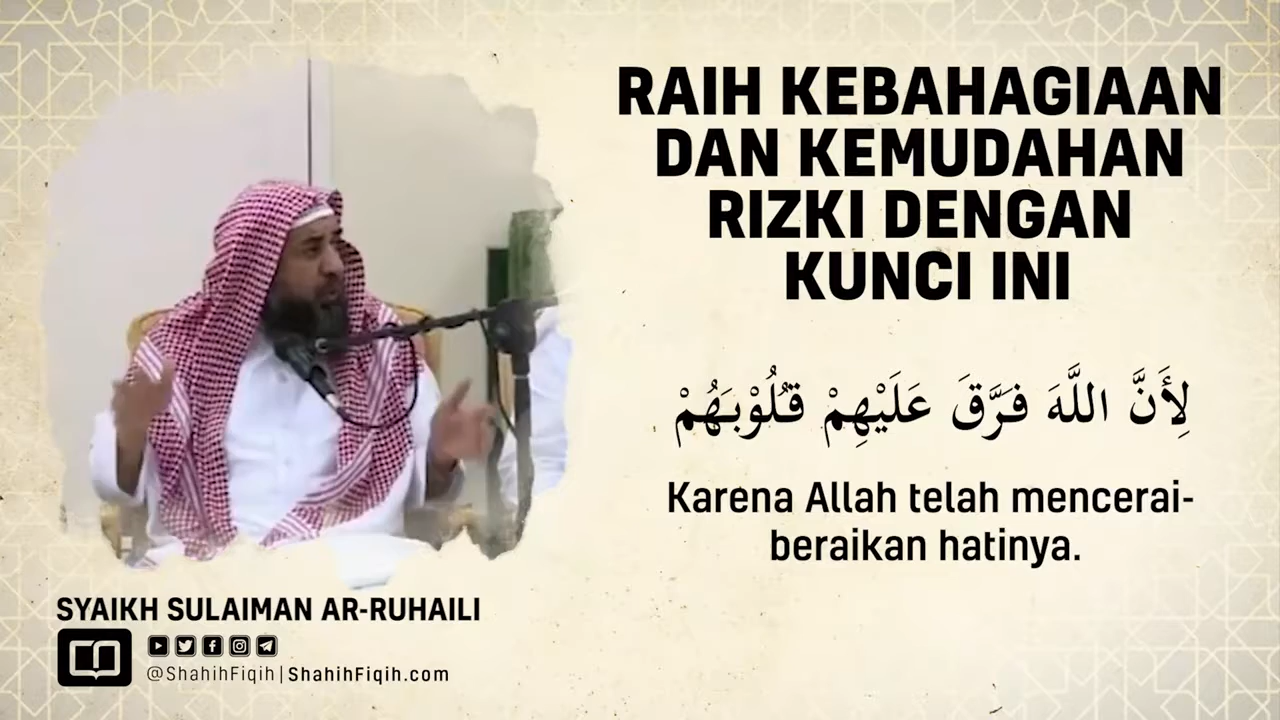 RAIH KEBAHAGIAAN
DAN KEMUDAHAN
RIZKI DENGAN
KUNCI INI
لِأَنَّ اللَّهَ فَرَّقَ عَلَيْهِمْ قُلُوْبَهُمْ
Karena Allah telah mencerai-
beraikan hatinya.
SYAIKH SULAIMAN AR-RUHAILI
@ShahihFiqih | ShahihFiqih.com